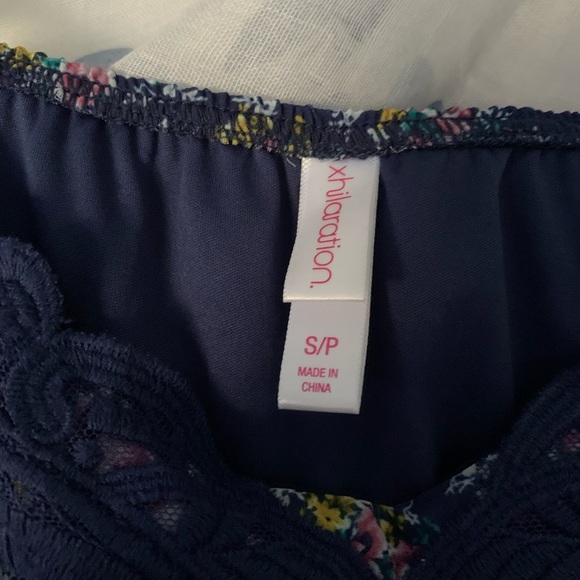 xhilaration.
S/P
MADE IN
CHINA